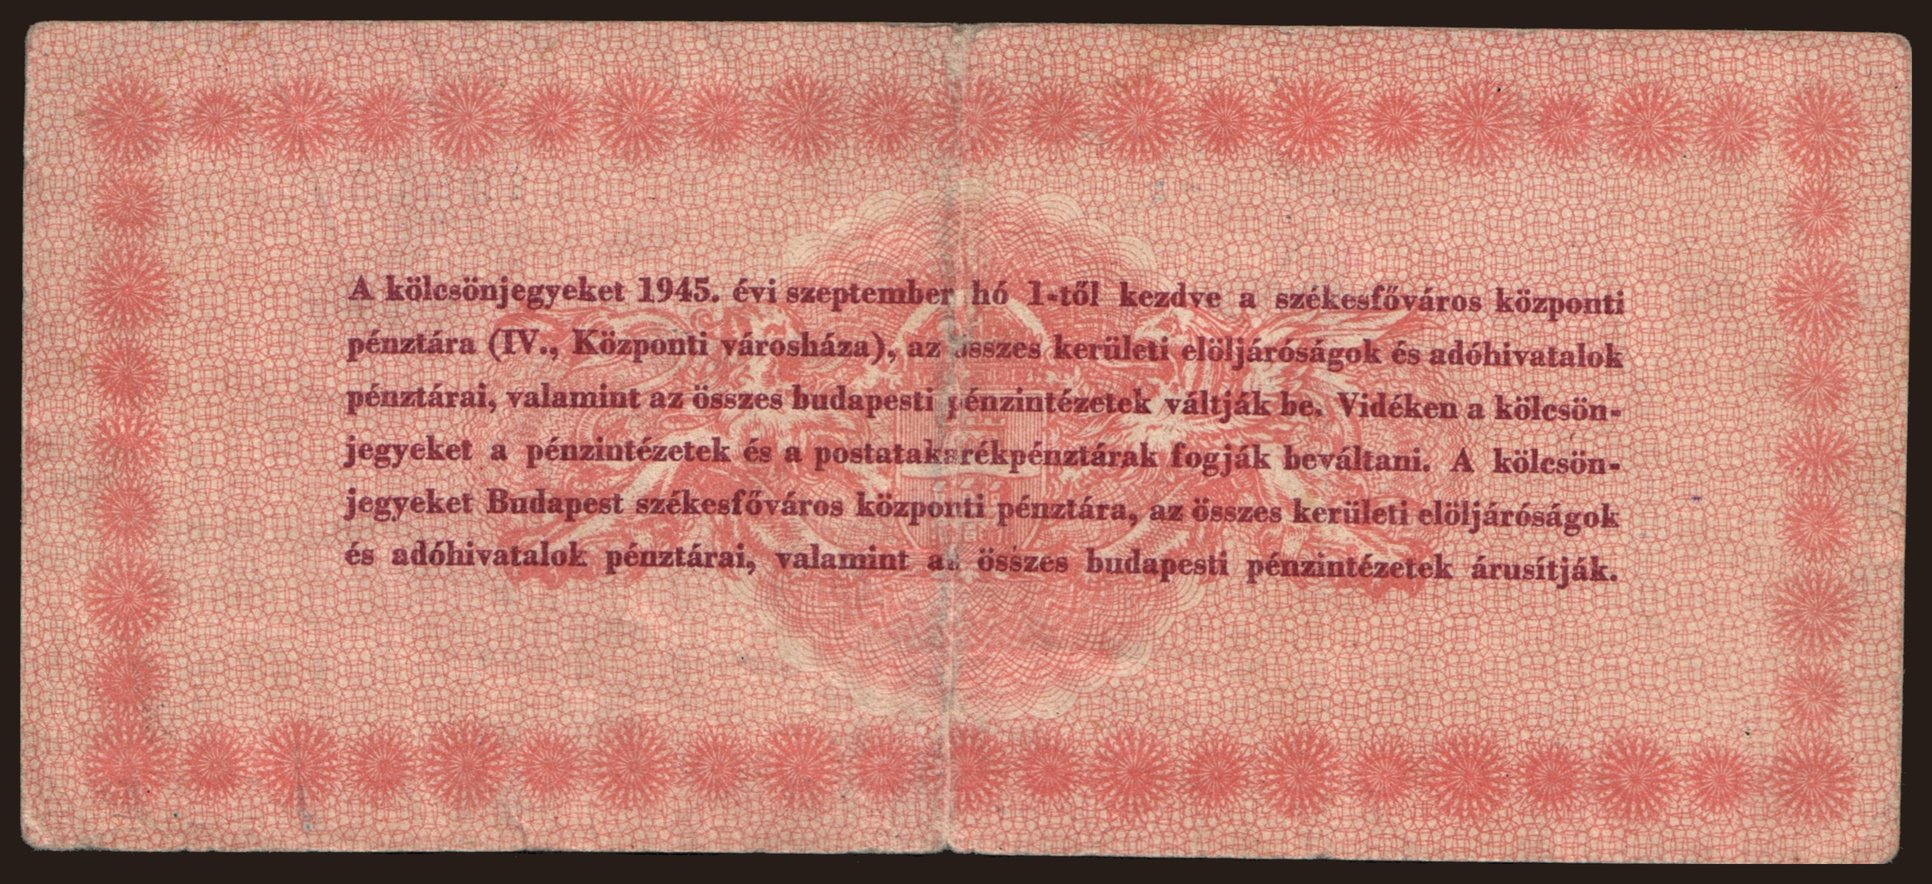 A kölcsönjegyeket 1945. évi szeptember hó 1-től kezdve a székesfőváros központi
pénztára (IV., Központi városháza), az összes kerületi elöljáróságok és adóhivatalok
pénztárai, valamint az összes budapesti pénzintézetek váltják be. Vidéken a kölcsön-
jegyeket a pénzintézetek és a postatakarékpénztárak fogják beváltani. A kölcsön-
jegyeket Budapest székesfőváros központi pénztára, az összes kerületi elöljáróságok
és adóhivatalok pénztárai, valamint az összes budapesti pénzintézetek árusítják.